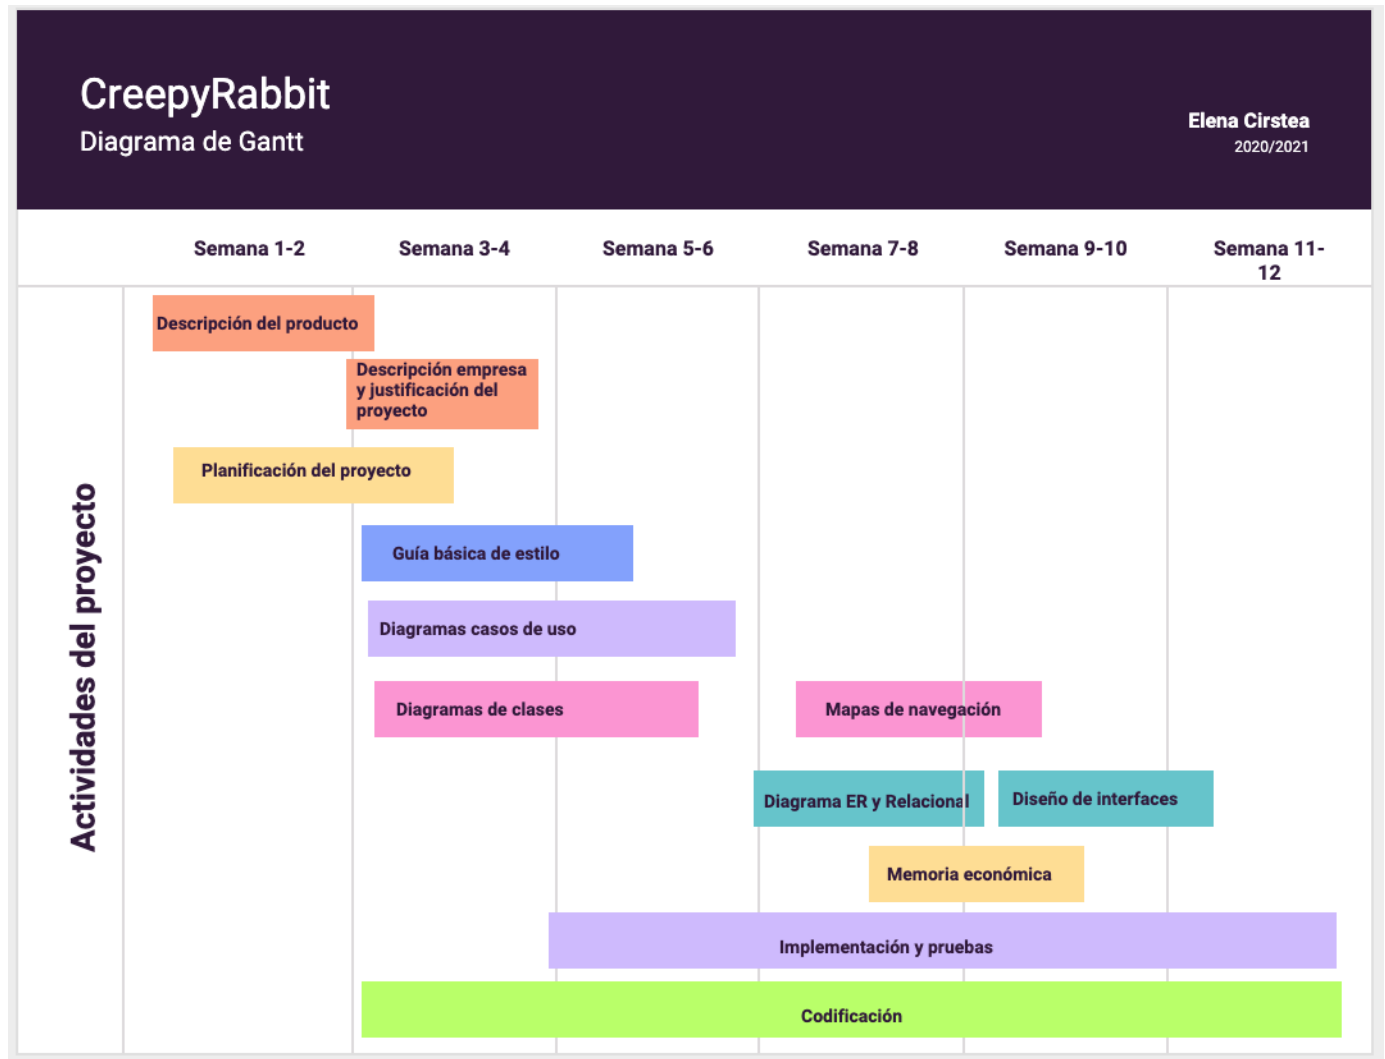 CreepyRabbit
Diagrama de Gantt
Elena Cirstea
2020/2021
Semana 1-2
Semana 3-4
Semana 5-6
Semana 7-8
Semana 9-10
Semana 11-
12
Actividades del proyecto
Descripción del producto
Descripción empresa
y justificación del
proyecto
Planificación del proyecto
Guía básica de estilo
Diagramas casos de uso
Diagramas de clases
Mapas de navegación
Diagrama ER y Relacional
Diseño de interfaces
Memoria económica
Implementación y pruebas
Codificación